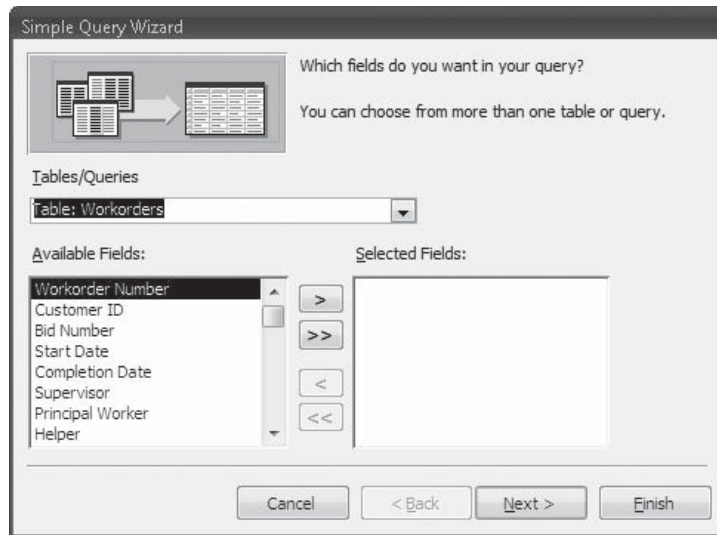 Simple Query Wizard
Which fields do you want in your query?
You can choose from more than one table or query.
Tables/Queries
Table: Workorders
Available Fields:
Selected Fields:
Workorder Number
Customer ID
Bid Number
Start Date
Completion Date
Supervisor
Principal Worker
Helper
>
>>
<
<<
Cancel
< Back
Next >
Finish